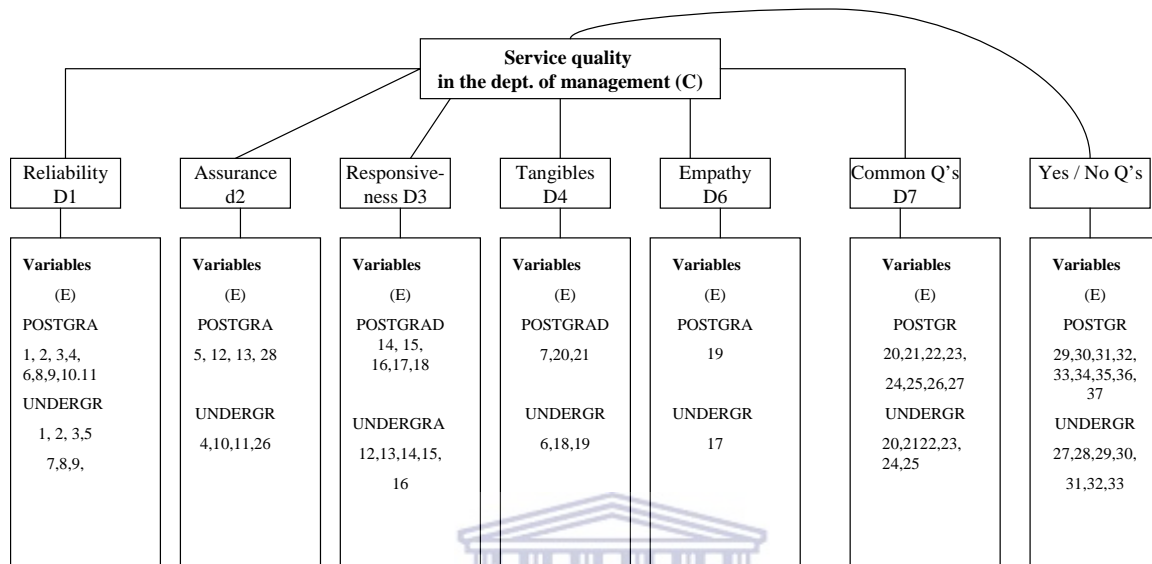 Service quality
in the dept. of management (C)
Reliability
D1
Assurance
d2
Responsive-
ness D3
Tangibles
D4
Empathy
D6
Common Q's
D7
Yes / No Q's
Variables
(E)
POSTGRA
1, 2, 3,4,
6,8,9,10.11
UNDERGR
1, 2, 3,5
7,8,9,
Variables
(E)
POSTGRA
5, 12, 13, 28
UNDERGR
4,10,11,26
Variables
(E)
POSTGRAD
14, 15,
16,17,18
UNDERGRA
12,13,14,15,
16
Variables
(E)
POSTGRAD
7,20,21
UNDERGR
6,18,19
Variables
(E)
POSTGRA
19
UNDERGR
17
Variables
(E)
POSTGR
20,21,22,23,
24,25,26,27
UNDERGR
20,2122,23,
24,25
Variables
(E)
POSTGR
29,30,31,32,
33,34,35,36,
37
UNDERGR
27,28,29,30,
31,32,33